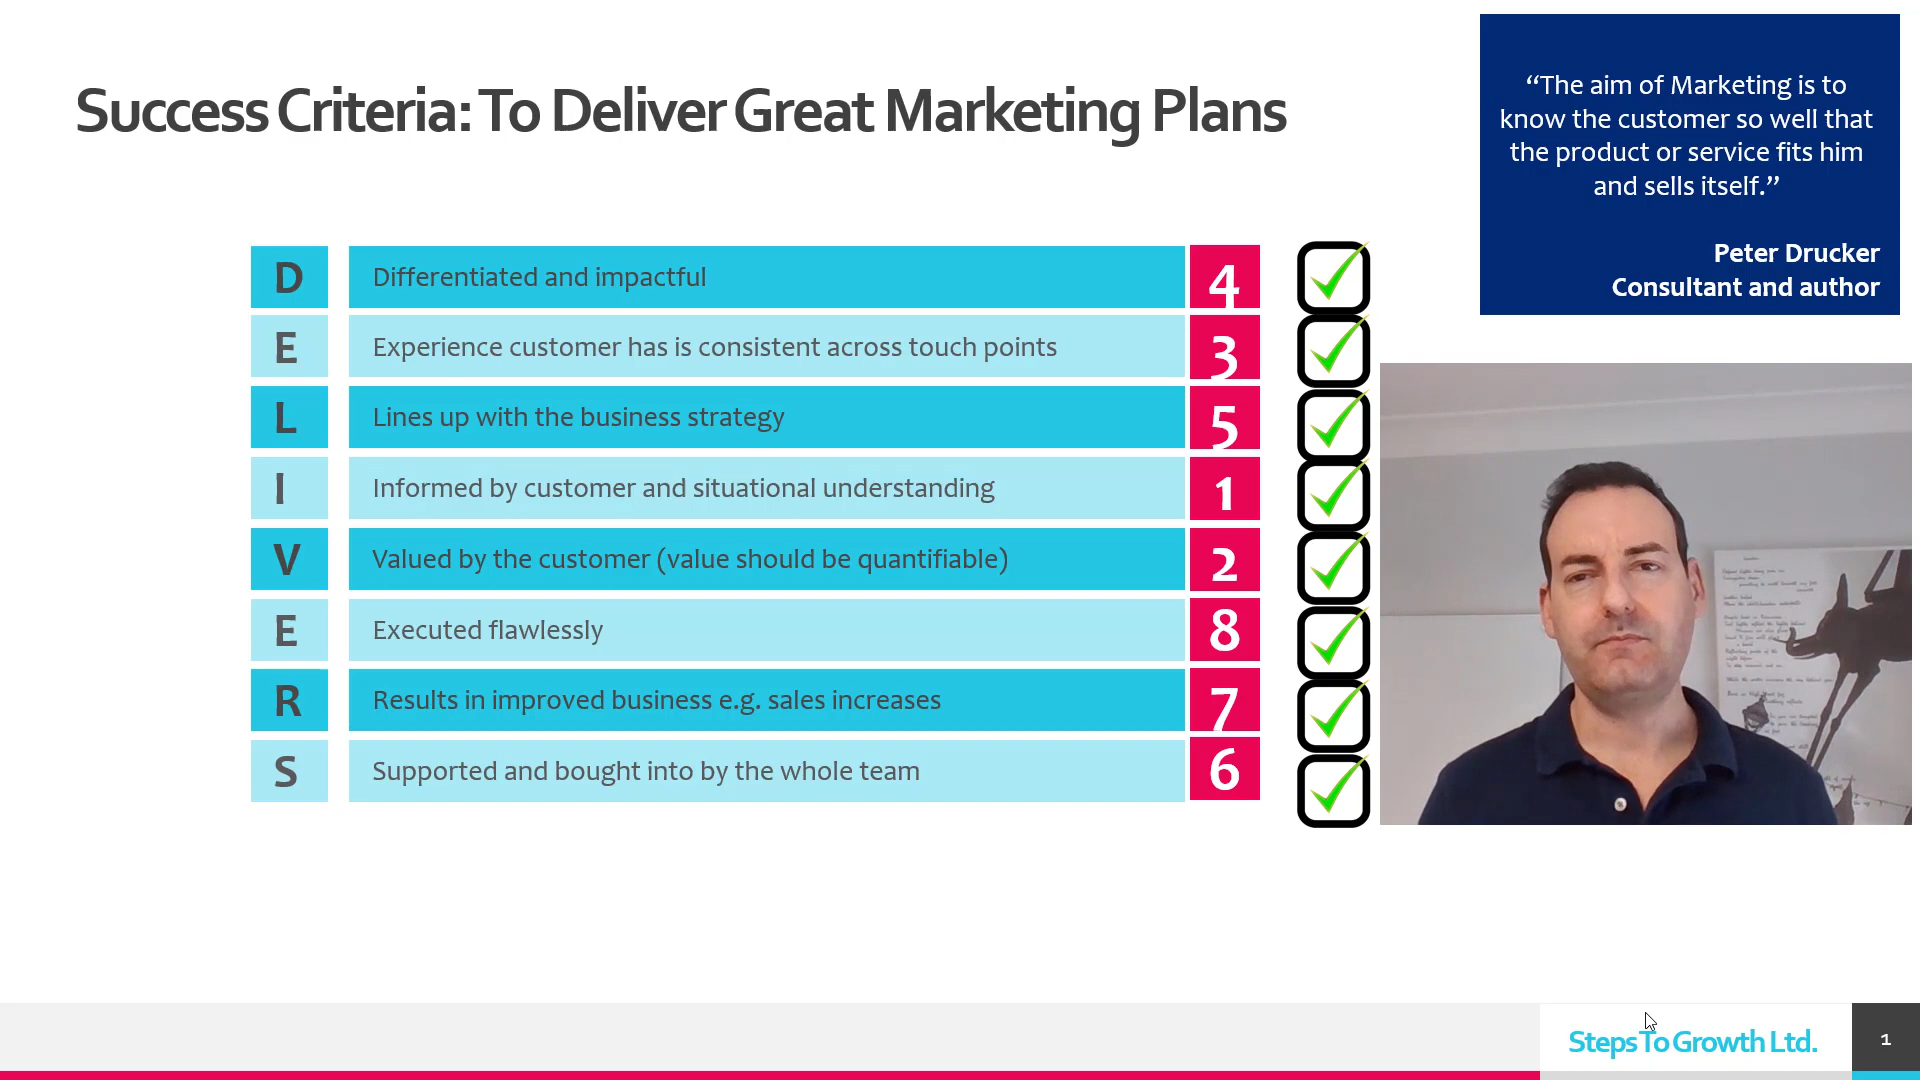 Success Criteria: To Deliver Great Marketing Plans
“The aim of Marketing is to
know the customer so well that
the product or service fits him
and sells itself.”
Peter Drucker
Consultant and author
D Differentiated and impactful 4
E Experience customer has is consistent across touch points 3
L Lines up with the business strategy 5
I Informed by customer and situational understanding 1
V Valued by the customer (value should be quantifiable) 2
E Executed flawlessly 8
R Results in improved business e.g. sales increases 7
S Supported and bought into by the whole team 6
Steps To Growth Ltd.
1